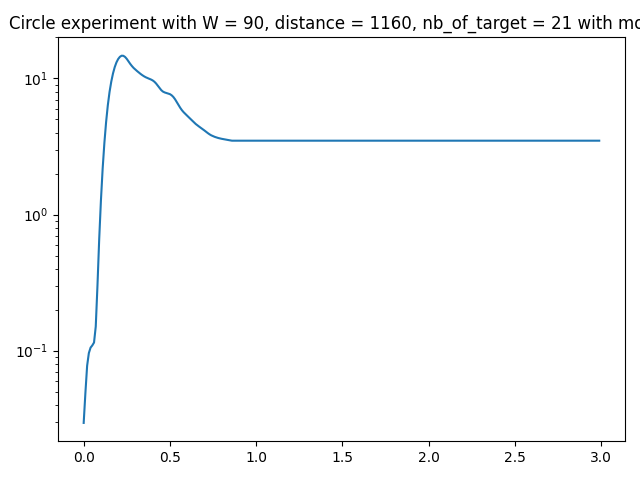 Circle experiment with W = 90, distance = 1160, nb_of_target = 21 with
10¹
10⁰
10⁻¹
0.0 0.5 1.0 1.5 2.0 2.5 3.0